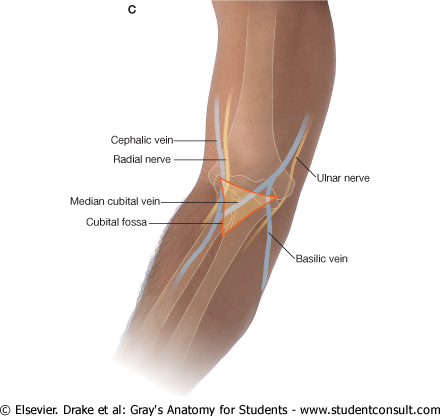 C
Cephalic vein
Radial nerve
Ulnar nerve
Median cubital vein
Cubital fossa
Basilic vein
© Elsevier. Drake et al: Gray's Anatomy for Students - www.studentconsult.com